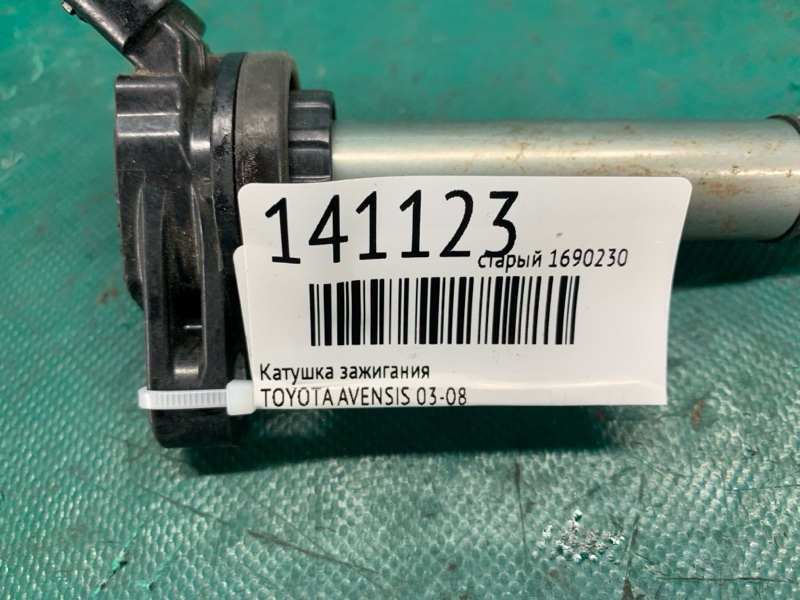 141123
старый 1690230
Катушка зажигания
TOYOTA AVENSIS 03-08